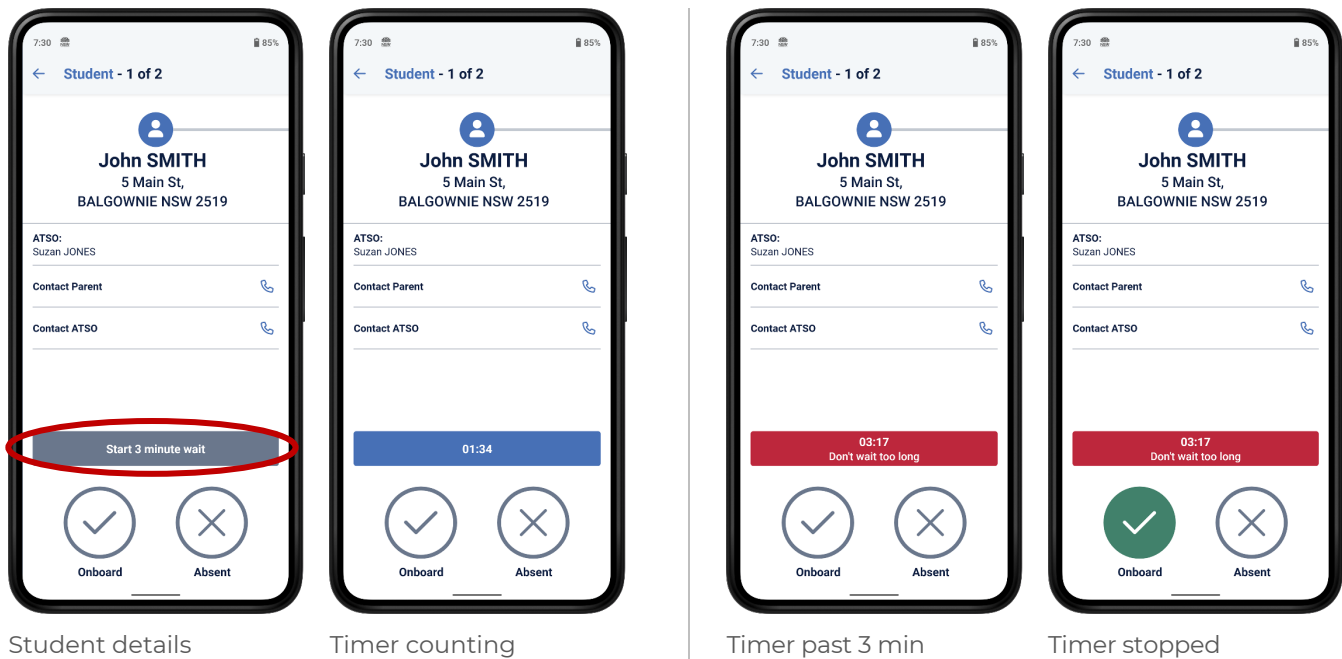 7:30 85%
← Student - 1 of 2
John SMITH
5 Main St,
BALGOWNIE NSW 2519
ATSO:
Suzan JONES
Contact Parent
Contact ATSO
Start 3 minute wait
Onboard Absent
Student details
7:30 85%
← Student - 1 of 2
John SMITH
5 Main St,
BALGOWNIE NSW 2519
ATSO:
Suzan JONES
Contact Parent
Contact ATSO
01:34
Onboard Absent
Timer counting
7:30 85%
← Student - 1 of 2
John SMITH
5 Main St,
BALGOWNIE NSW 2519
ATSO:
Suzan JONES
Contact Parent
Contact ATSO
03:17
Don't wait too long
Onboard Absent
Timer past 3 min
7:30 85%
← Student - 1 of 2
John SMITH
5 Main St,
BALGOWNIE NSW 2519
ATSO:
Suzan JONES
Contact Parent
Contact ATSO
03:17
Don't wait too long
Onboard Absent
Timer stopped